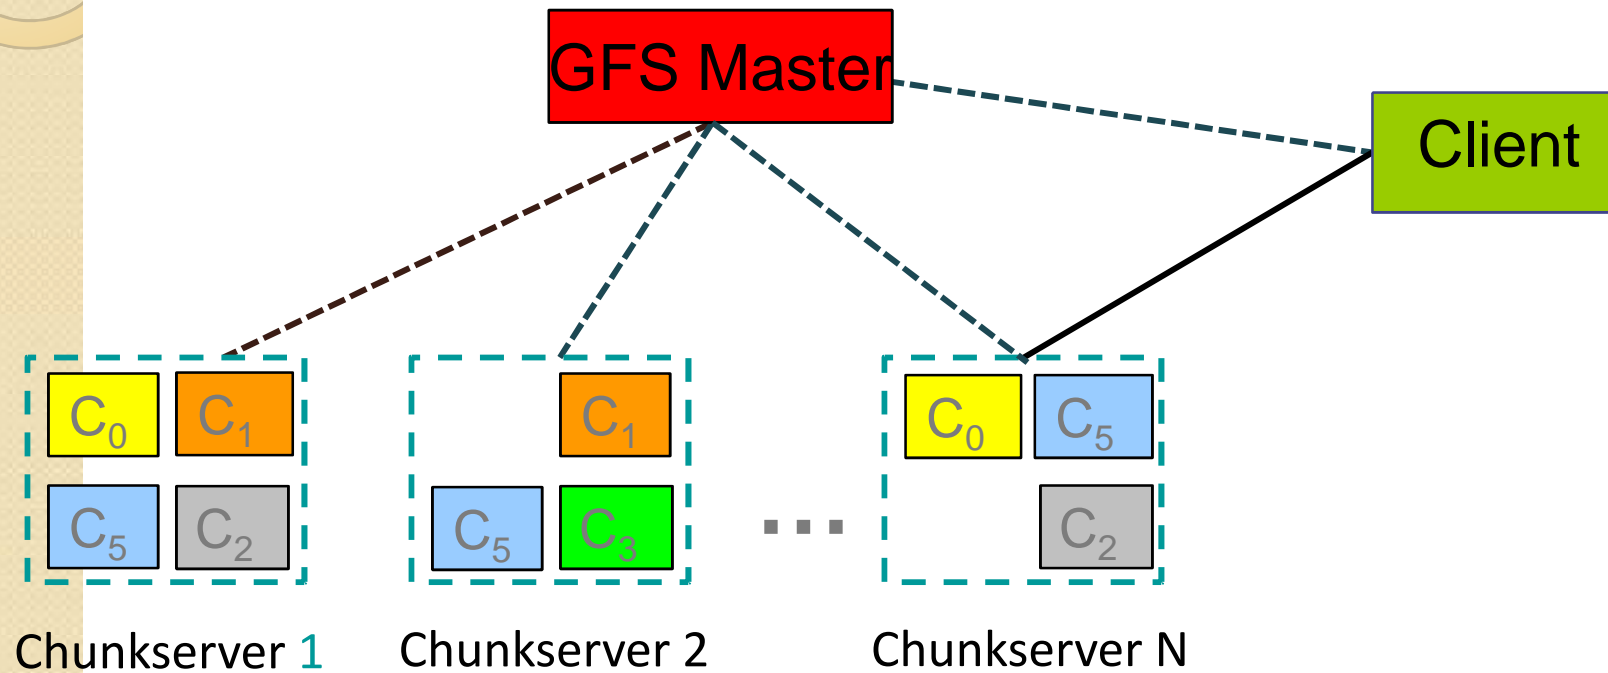 GFS Master
Client
C₀ C₁
C₅ C₂
C₁
C₅ C₃
...
C₀ C₅
C₂
Chunkserver 1
Chunkserver 2
Chunkserver N